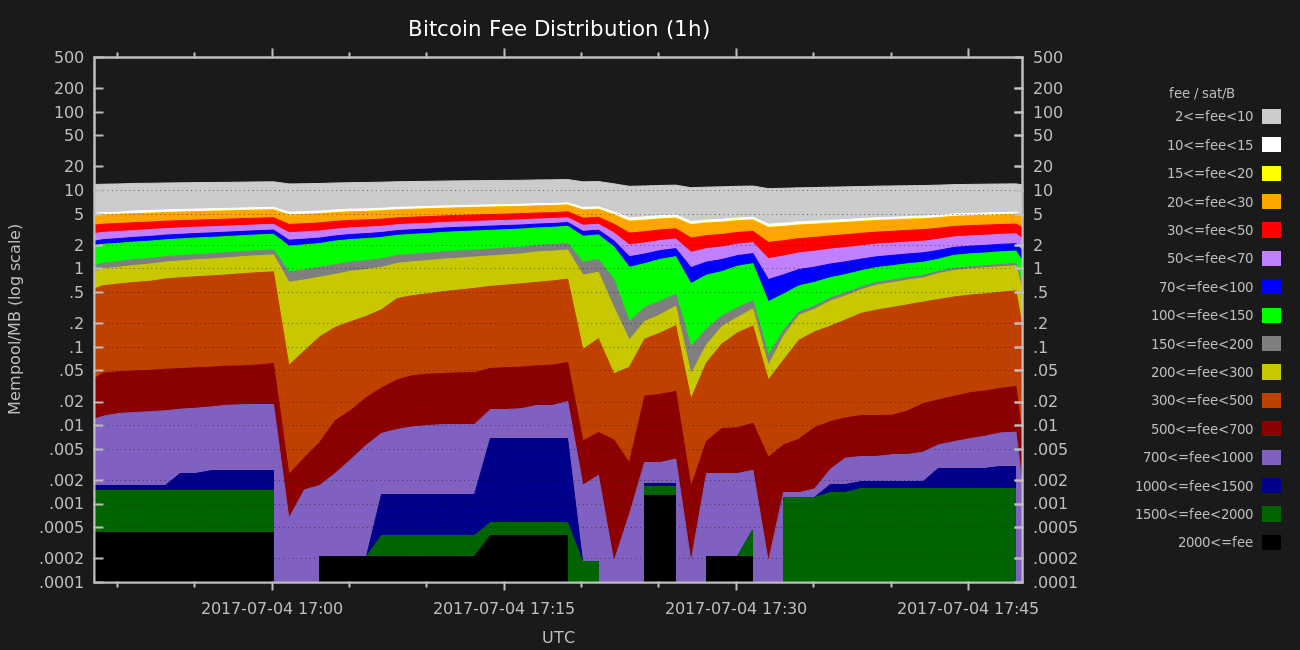 Bitcoin Fee Distribution (1h)
500
200
100
50
20
10
5
2
1
.5
.2
.1
.05
.02
.01
.005
.002
.001
.0005
.0002
.0001
Mempool/MB (log scale)
500
200
100
50
20
10
5
2
1
.5
.2
.1
.05
.02
.01
.005
.002
.001
.0005
.0002
.0001
2017-07-04 17:00
2017-07-04 17:15
2017-07-04 17:30
2017-07-04 17:45
UTC
fee / sat/B
2<=fee<10
10<=fee<15
15<=fee<20
20<=fee<30
30<=fee<50
50<=fee<70
70<=fee<100
100<=fee<150
150<=fee<200
200<=fee<300
300<=fee<500
500<=fee<700
700<=fee<1000
1000<=fee<1500
1500<=fee<2000
2000<=fee